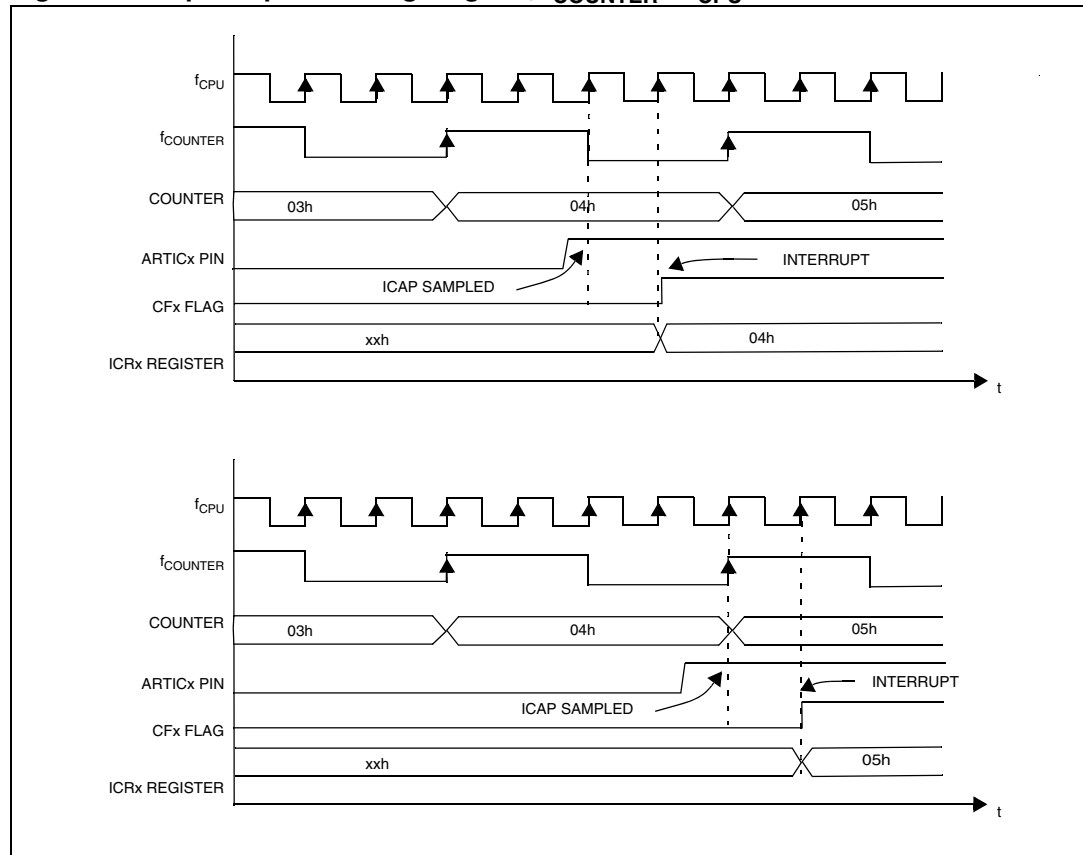 fCPU
fCOUNTER
COUNTER
03h
04h
05h
ARTICx PIN
ICAP SAMPLED
INTERRUPT
CFx FLAG
xxh
04h
ICRx REGISTER
t
fCPU
fCOUNTER
COUNTER
03h
04h
05h
ARTICx PIN
ICAP SAMPLED
INTERRUPT
CFx FLAG
xxh
05h
ICRx REGISTER
t